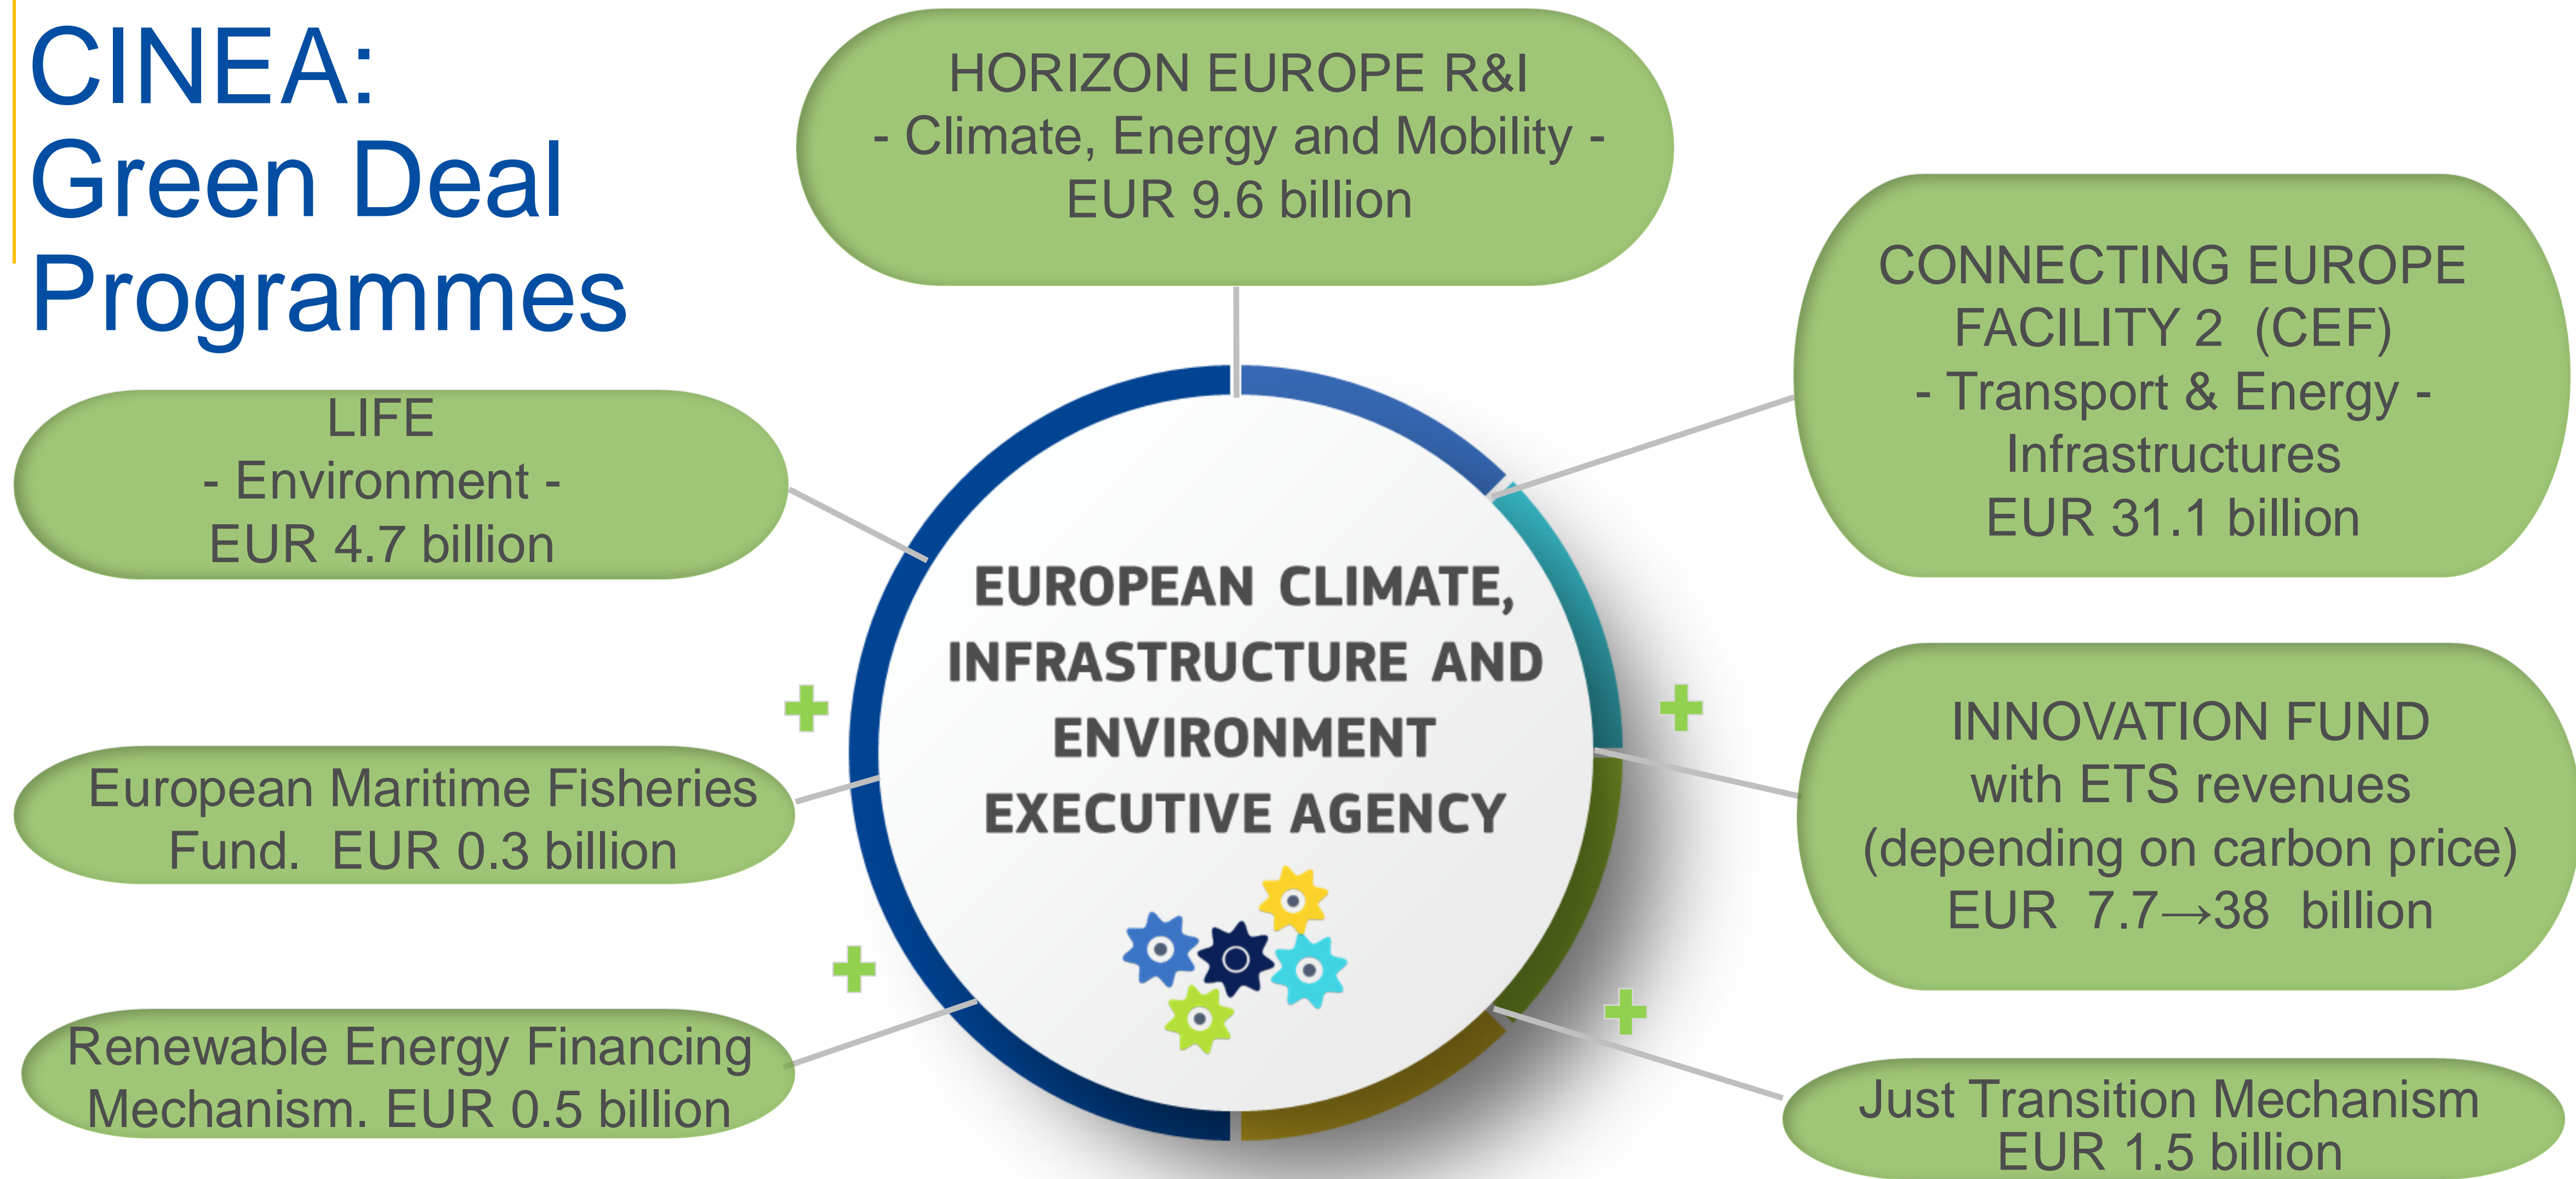 CINEA:
Green Deal
Programmes
HORIZON EUROPE R&I
- Climate, Energy and Mobility -
EUR 9.6 billion
CONNECTING EUROPE
FACILITY 2 (CEF)
- Transport & Energy -
Infrastructures
EUR 31.1 billion
LIFE
- Environment -
EUR 4.7 billion
EUROPEAN CLIMATE,
INFRASTRUCTURE AND
ENVIRONMENT
EXECUTIVE AGENCY
INNOVATION FUND
with ETS revenues
(depending on carbon price)
EUR 7.7→38 billion
European Maritime Fisheries
Fund. EUR 0.3 billion
Renewable Energy Financing
Mechanism. EUR 0.5 billion
Just Transition Mechanism
EUR 1.5 billion